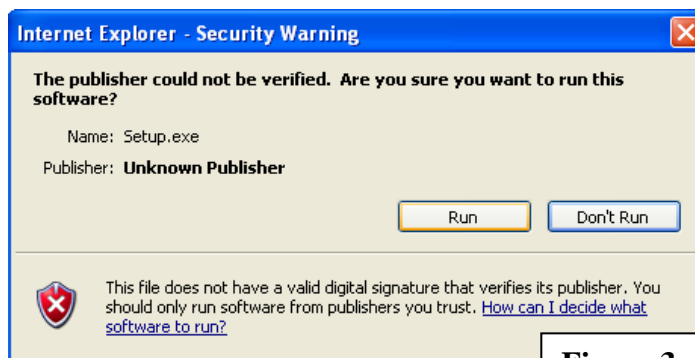 Internet Explorer - Security Warning
The publisher could not be verified.  Are you sure you want to run this
software?
Name: Setup.exe
Publisher: Unknown Publisher
Run
Don't Run
This file does not have a valid digital signature that verifies its publisher. You
should only run software from publishers you trust. How can I decide what
software to run?